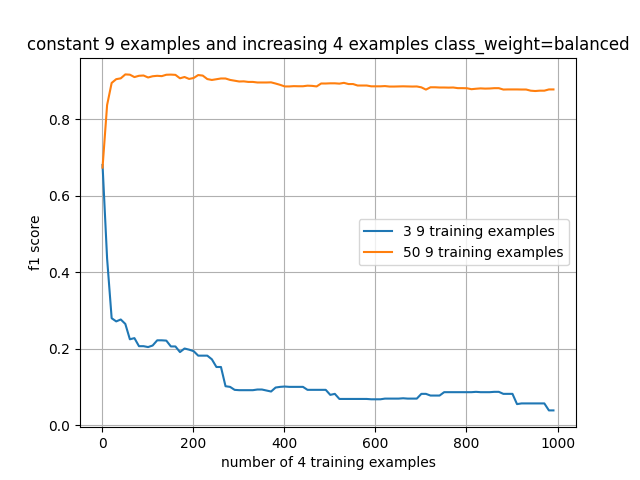 constant 9 examples and increasing 4 examples class_weight=balanced
f1 score
0.8
0.6
0.4
0.2
0.0
3 9 training examples
50 9 training examples
0 200 400 600 800 1000
number of 4 training examples